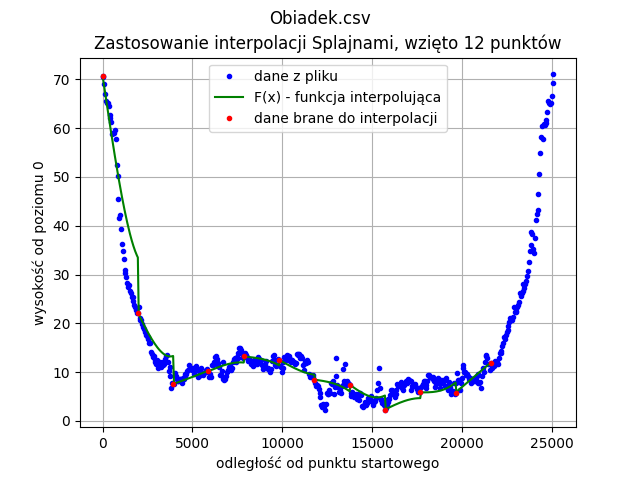 Obiadek.csv
Zastosowanie interpolacji Splajnami, wzięto 12 punktów
dane z pliku
F(x) - funkcja interpolująca
dane brane do interpolacji
wysokość od poziomu 0
70
60
50
40
30
20
10
0
0 5000 10000 15000 20000 25000
odległość od punktu startowego